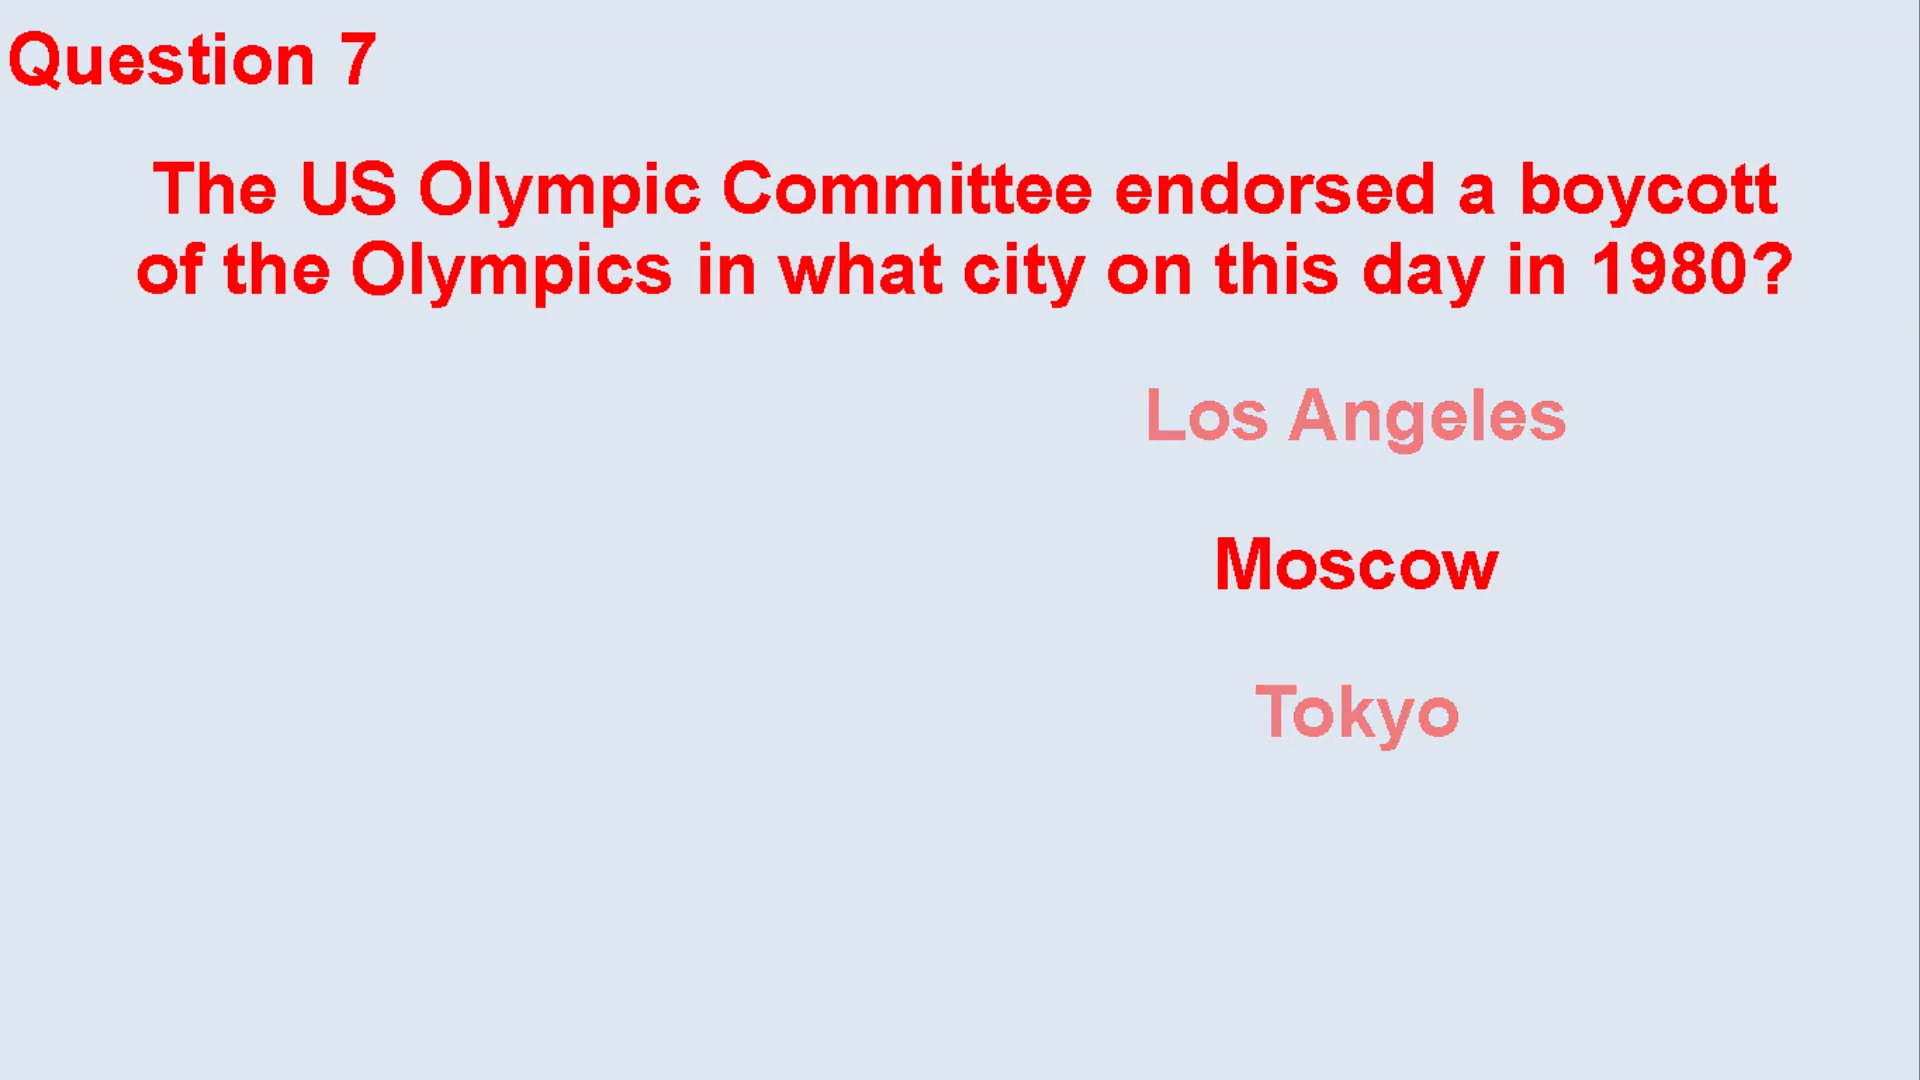 Question 7
The US Olympic Committee endorsed a boycott
of the Olympics in what city on this day in 1980?
Los Angeles
Moscow
Tokyo